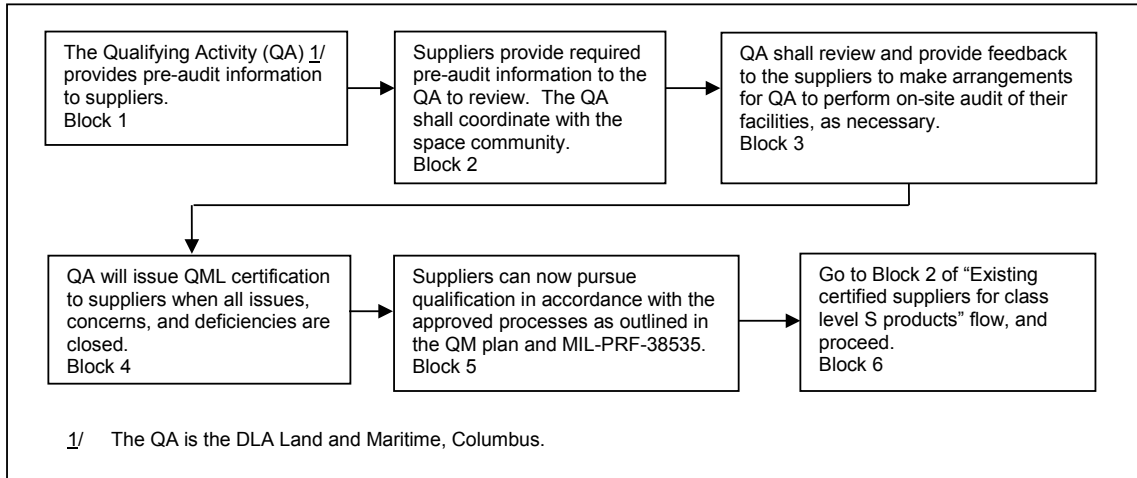 The Qualifying Activity (QA) 1/
provides pre-audit information
to suppliers.
Block 1
Suppliers provide required
pre-audit information to the
QA to review.  The QA
shall coordinate with the
space community.
Block 2
QA shall review and provide feedback
to the suppliers to make arrangements
for QA to perform on-site audit of their
facilities, as necessary.
Block 3
QA will issue QML certification
to suppliers when all issues,
concerns, and deficiencies are
closed.
Block 4
Suppliers can now pursue
qualification in accordance with the
approved processes as outlined in
the QM plan and MIL-PRF-38535.
Block 5
Go to Block 2 of “Existing
certified suppliers for class
level S products” flow, and
proceed.
Block 6
1/ The QA is the DLA Land and Maritime, Columbus.